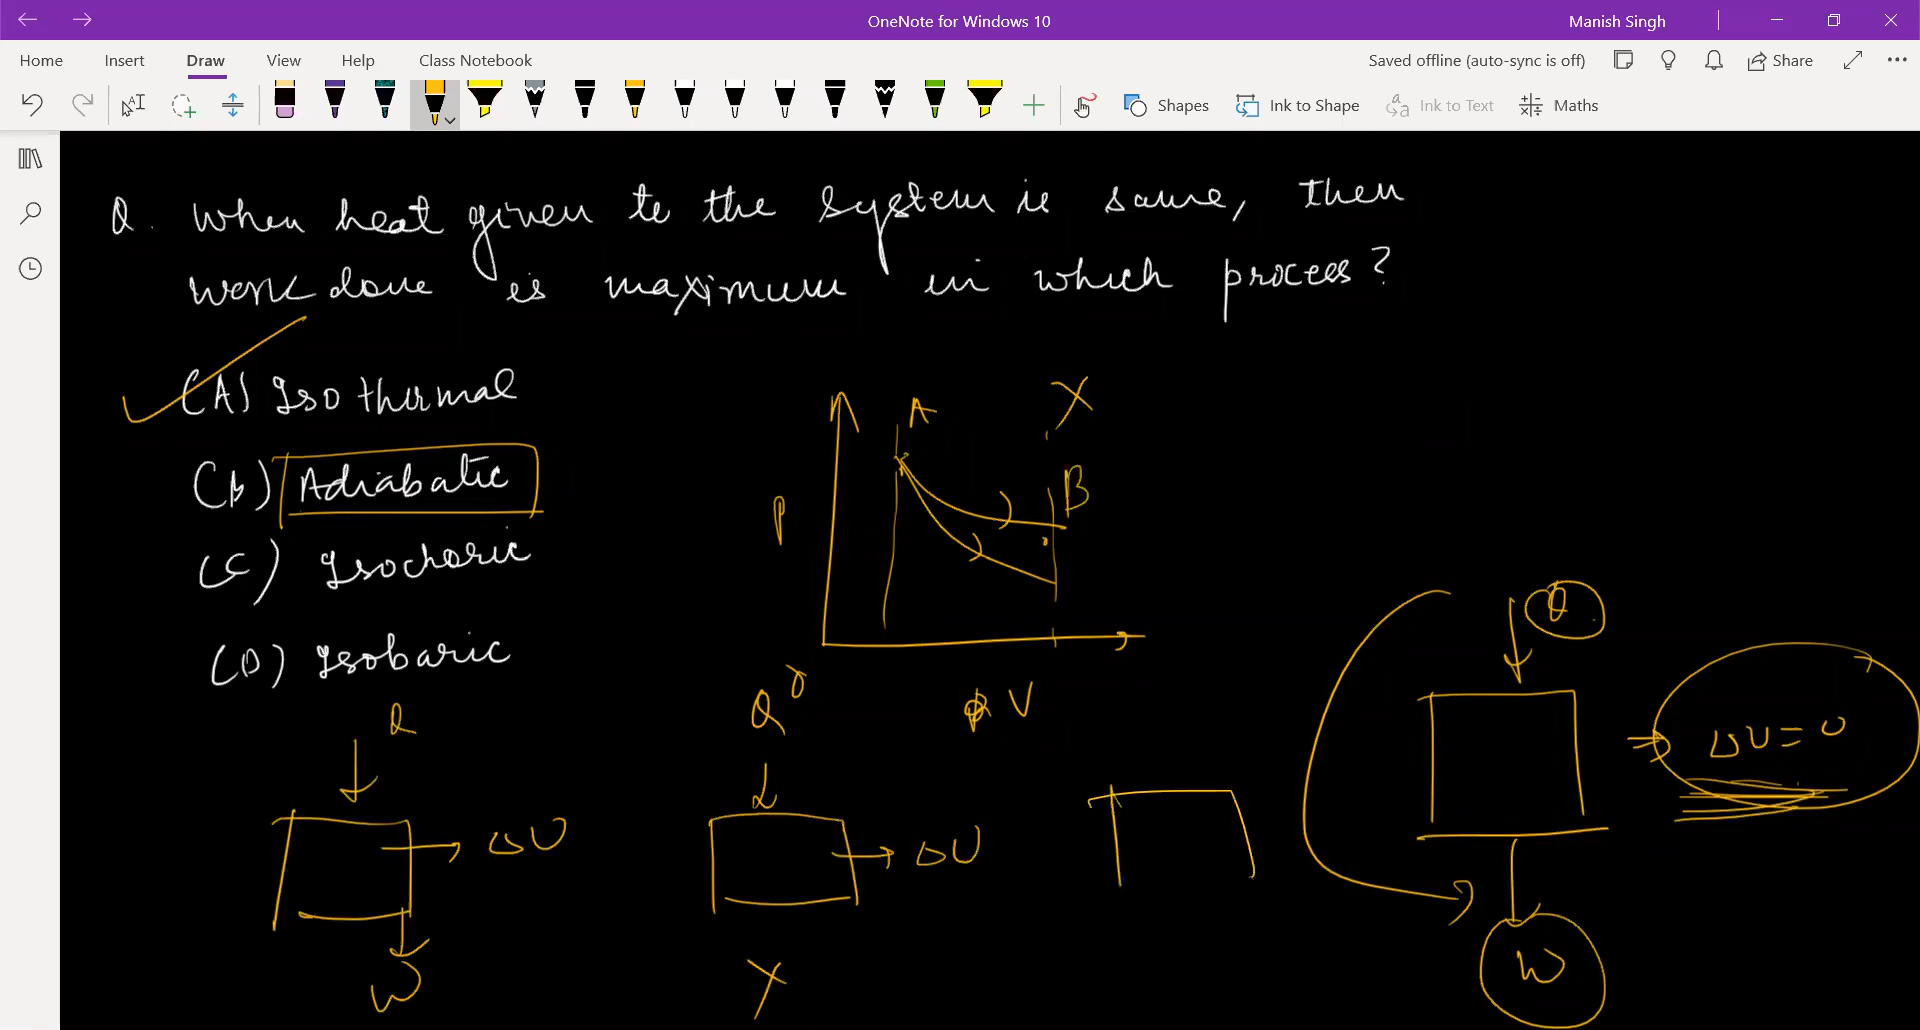 OneNote for Windows 10
Manish Singh
Home Insert Draw View Help Class Notebook
Saved offline (auto-sync is off)
Share
Shapes
Ink to Shape
Ink to Text
Maths
Q. When heat given to the system is same, then
work done is maximum in which process?
(A) Isothermal
(b) Adiabatic
(C) Isochoric
(D) Isobaric
A
X
B
P
V
Q
ΔU
W
Q
ΔU
X
Q
ΔU = 0
W